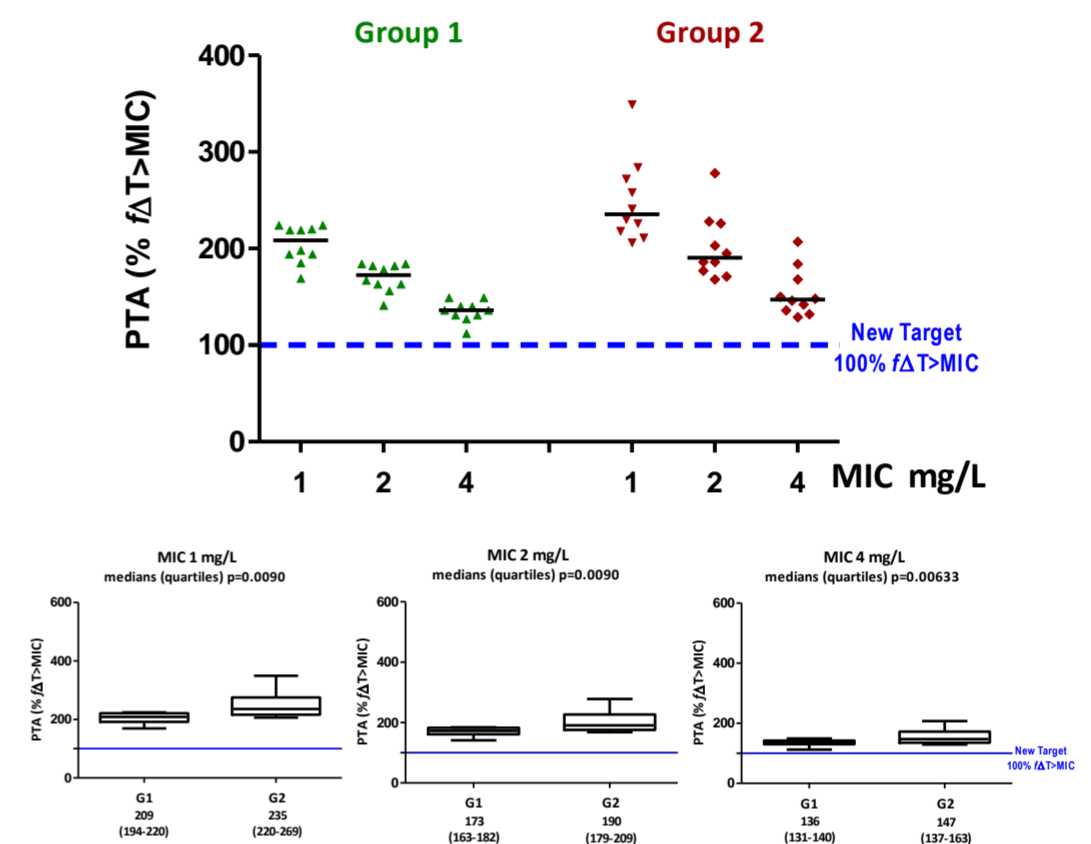 Group 1
Group 2
PTA (% fΔT>MIC)
400
300
200
100
0
New Target
100% fΔT>MIC
1 2 4 1 2 4 MIC mg/L
MIC 1 mg/L
medians (quartiles) p=0.0090
PTA (% fΔT>MIC)
600
400
200
0
G1 G2
209 235
(194-220) (220-269)
MIC 2 mg/L
medians (quartiles) p=0.0090
PTA (% fΔT>MIC)
600
400
200
0
G1 G2
173 190
(163-182) (179-209)
MIC 4 mg/L
medians (quartiles) p=0.00633
PTA (% fΔT>MIC)
600
400
200
0
New Target
100% fΔT>MIC
G1 G2
136 147
(131-140) (137-163)